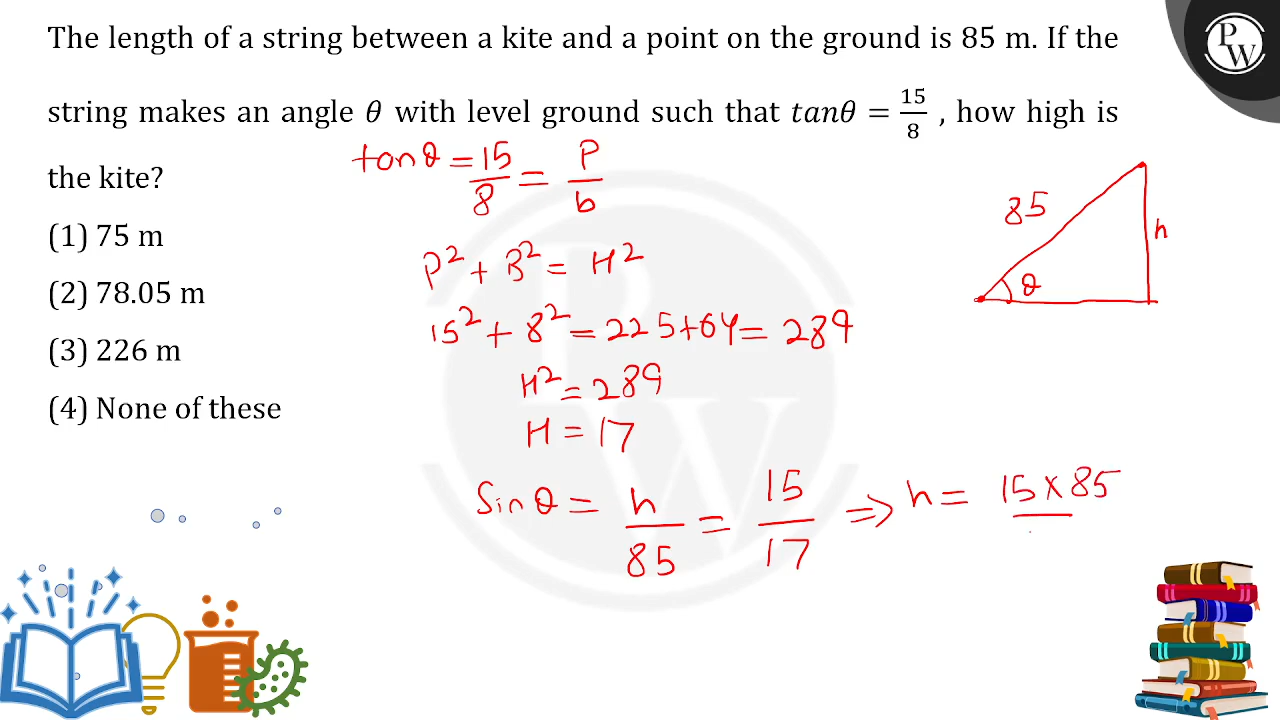 The length of a string between a kite and a point on the ground is 85 m. If the
string makes an angle θ with level ground such that tanθ = 15/8 , how high is
the kite?
(1) 75 m
(2) 78.05 m
(3) 226 m
(4) None of these
tanθ = 15/8 = P/b
P² + B² = H²
15² + 8² = 225+64 = 289
H² = 289
H = 17
Sinθ = h/85 = 15/17 ⇒ h = 15×85
85
h
θ
PW
PW